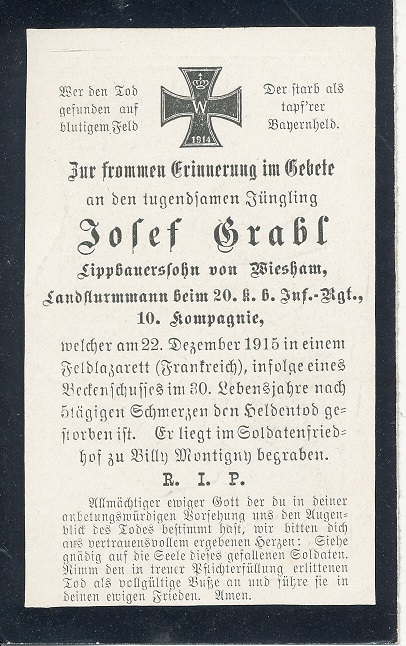 Wer den Tod
gefunden auf
blutigem Feld
W
1914
Der starb als
tapf'rer
Bayernheld.
Zur frommen Erinnerung im Gebete
an den tugendsamen Jüngling
Josef Grabl
Lippbauerssohn von Wiesham,
Landsturmmann beim 20. k. b. Inf.-Rgt.,
10. Kompagnie,
welcher am 22. Dezember 1915 in einem
Feldlazarett (Frankreich), infolge eines
Beckenschusses im 30. Lebensjahre nach
5tägigen Schmerzen den Heldentod ge-
storben ist. Er liegt im Soldatenfried-
hof zu Billy Montigny begraben.
R. I. P.
Allmächtiger ewiger Gott der du in deiner
anbetungswürdigen Vorsehung uns den Augen-
blick des Todes bestimmt hast, wir bitten dich
aus vertrauensvollem ergebenen Herzen: Siehe
gnädig auf die Seele dieses gefallenen Soldaten.
Nimm den in treuer Pflichterfüllung erlittenen
Tod als vollgültige Buße an und führe sie in
deinen ewigen Frieden. Amen.